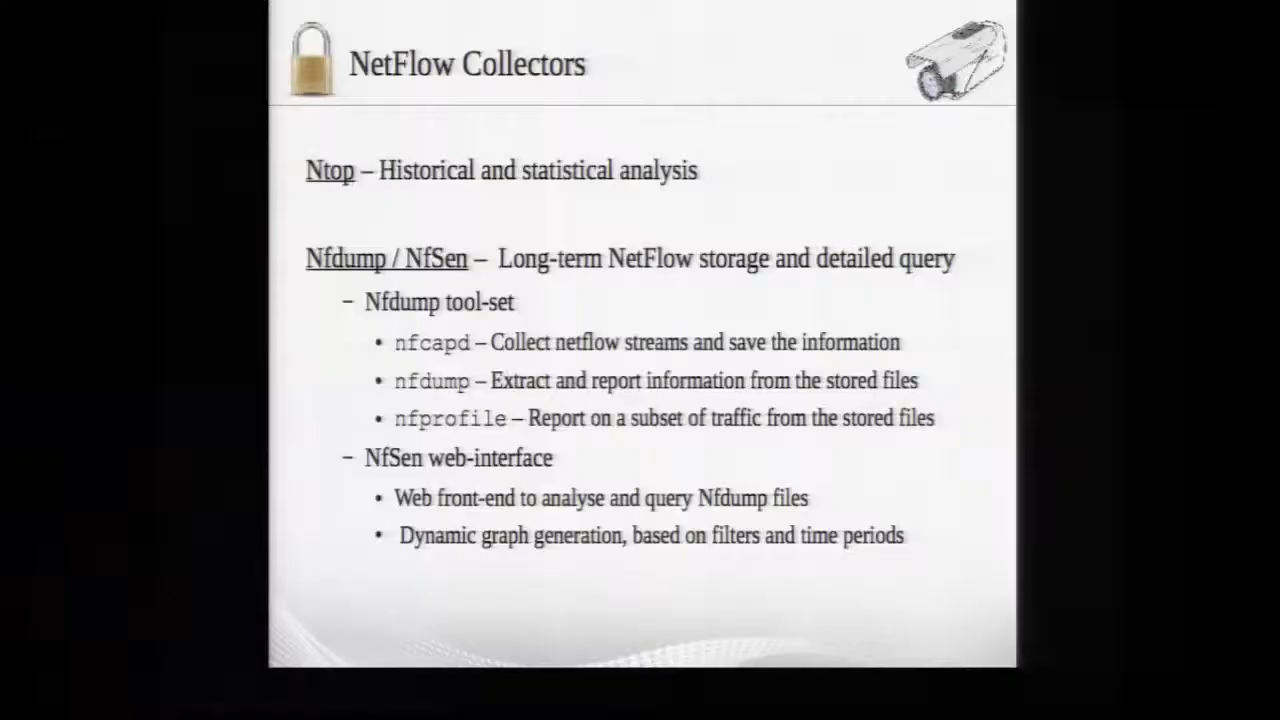 NetFlow Collectors
Ntop – Historical and statistical analysis
Nfdump / NfSen – Long-term NetFlow storage and detailed query
– Nfdump tool-set
• nfcapd – Collect netflow streams and save the information
• nfdump – Extract and report information from the stored files
• nfprofile – Report on a subset of traffic from the stored files
– NfSen web-interface
• Web front-end to analyse and query Nfdump files
• Dynamic graph generation, based on filters and time periods